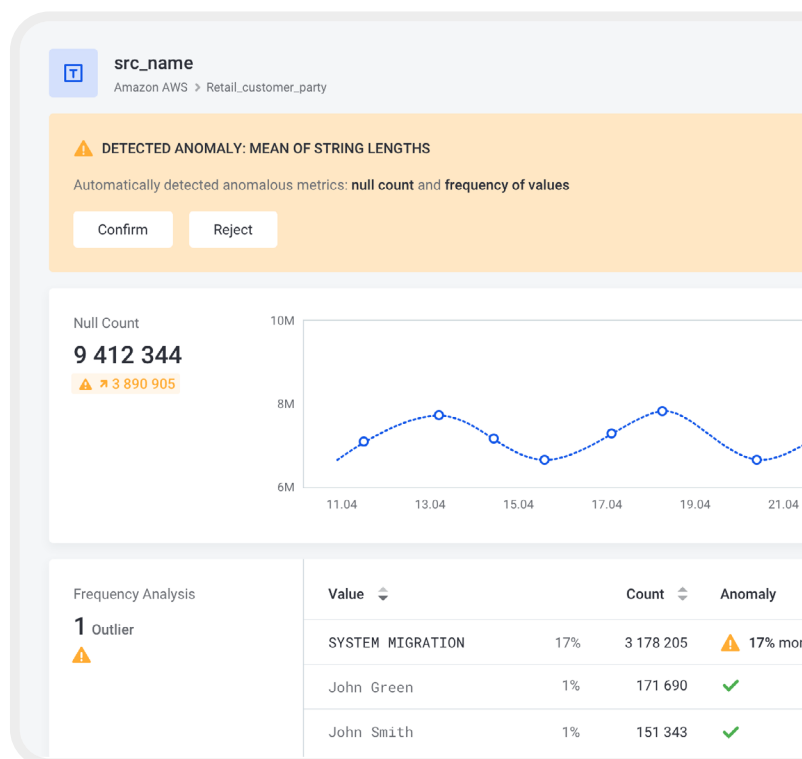 T
src_name
Amazon AWS > Retail_customer_party
DETECTED ANOMALY: MEAN OF STRING LENGTHS
Automatically detected anomalous metrics: null count and frequency of values
Confirm Reject
Null Count
9 412 344
3 890 905
10M
8M
6M
11.04 13.04 15.04 17.04 19.04 21.04
Frequency Analysis
1 Outlier
Value Count Anomaly
SYSTEM MIGRATION 17% 3 178 205 17%
John Green 1% 171 690
John Smith 1% 151 343